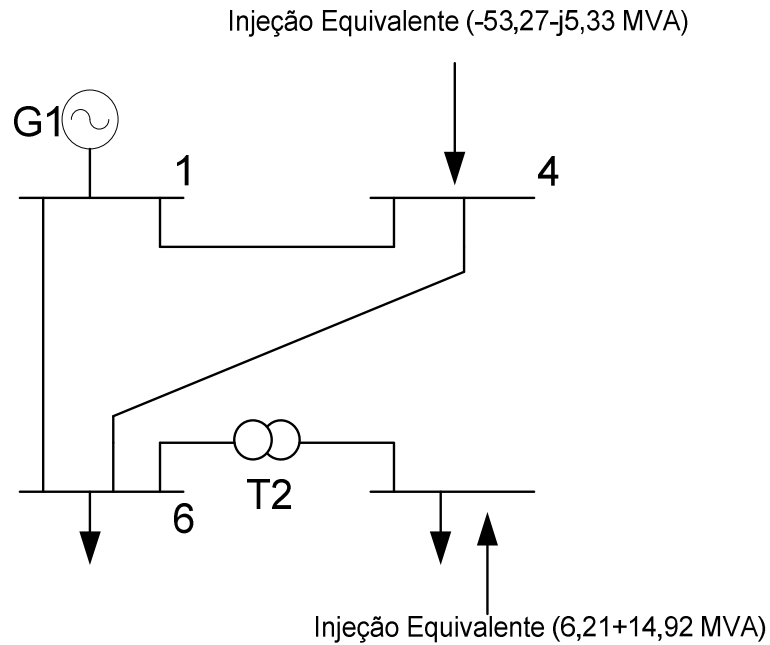 Injeção Equivalente (-53,27-j5,33 MVA)
G1
1
4
T2
6
Injeção Equivalente (6,21+14,92 MVA)